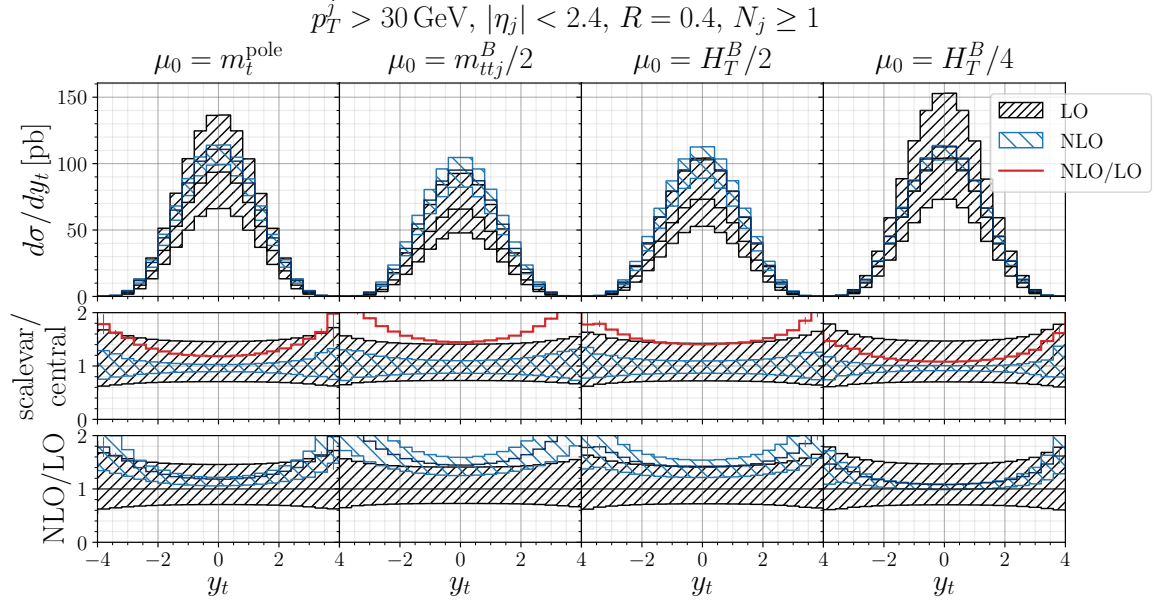 p_T^j > 30 GeV, |η_j| < 2.4, R = 0.4, N_j ≥ 1
μ_0 = m_t^pole
μ_0 = m_ttj^B/2
μ_0 = H_T^B/2
μ_0 = H_T^B/4
dσ/dy_t [pb]
150
100
50
0
LO
NLO
NLO/LO
scalevar/
central
2
1
0
NLO/LO
2
1
0
−4 −2 0 2 4 −2 0 2 4 −2 0 2 4 −2 0 2 4
y_t y_t y_t y_t